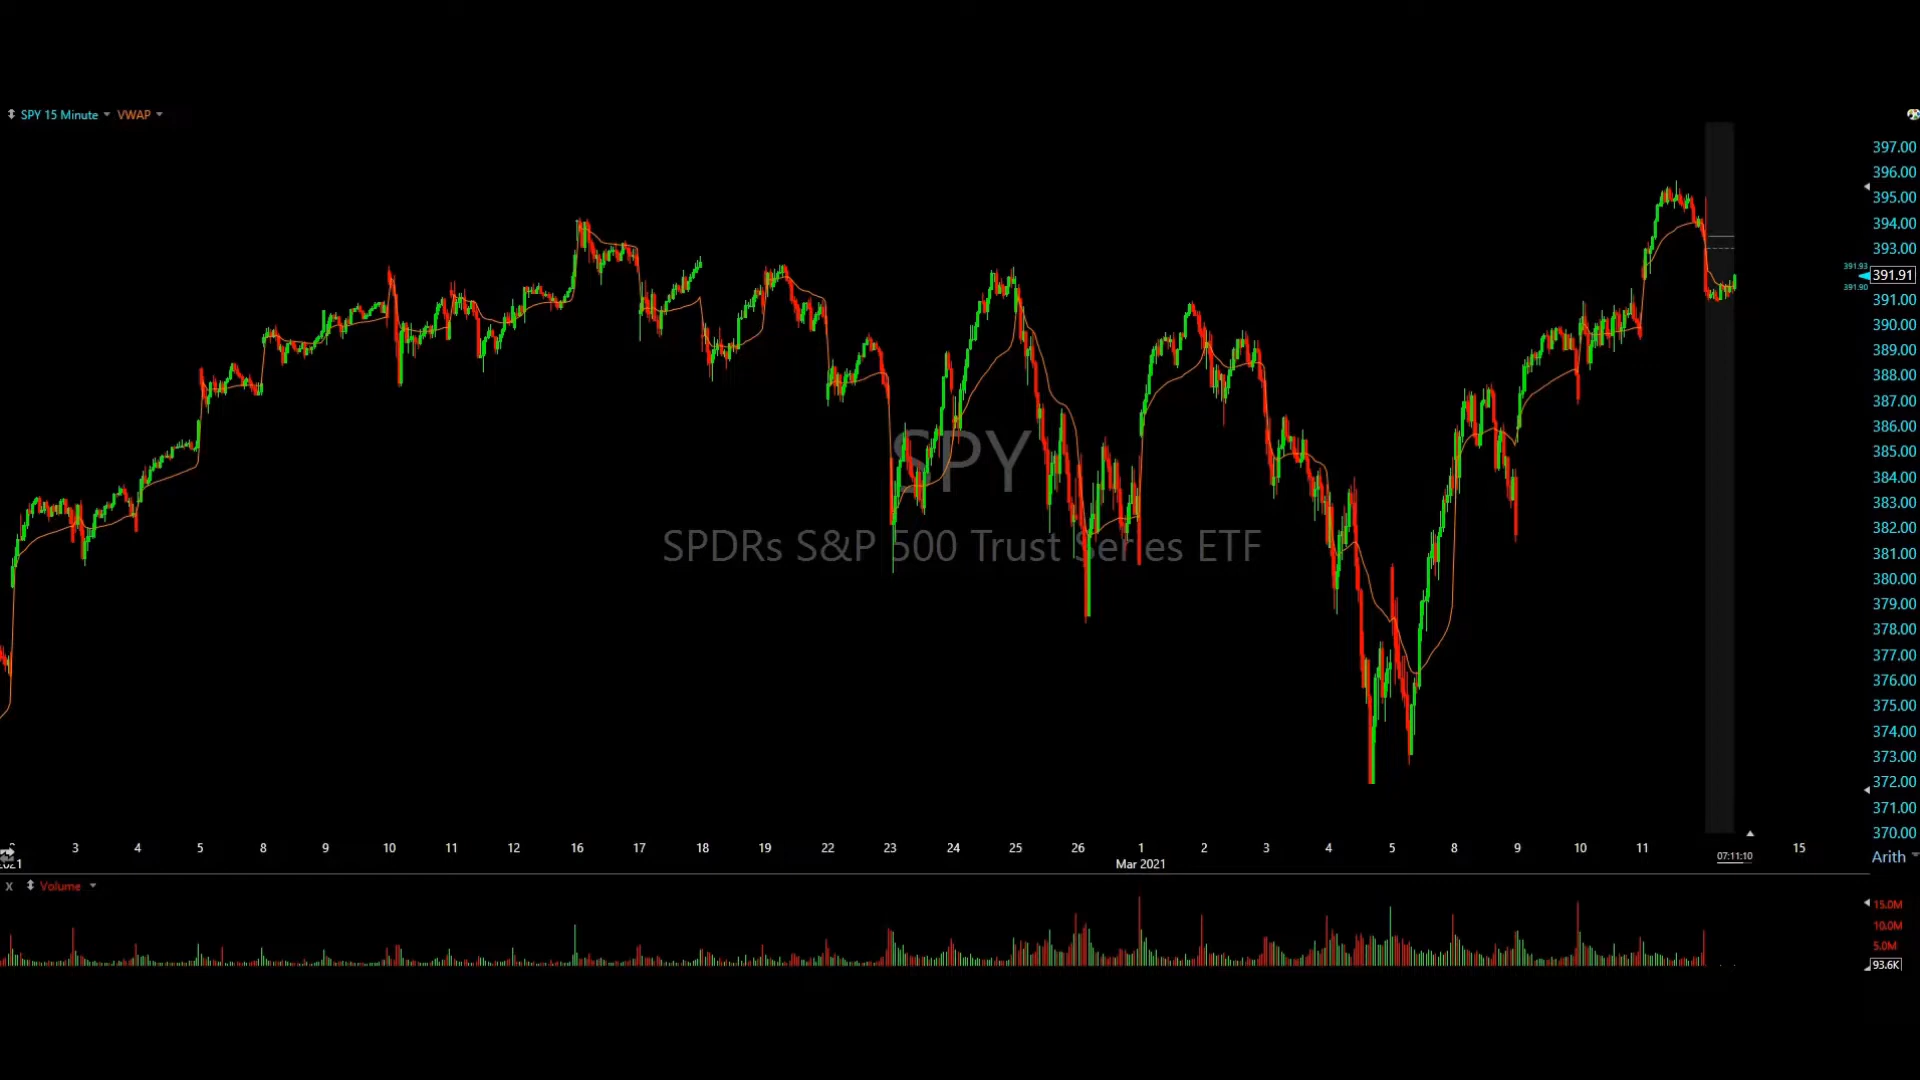 SPY 15 Minute VWAP
397.00
396.00
395.00
394.00
393.00
391.93
391.91
391.90
391.00
390.00
389.00
388.00
387.00
386.00
385.00
384.00
383.00
382.00
381.00
380.00
379.00
378.00
377.00
376.00
375.00
374.00
373.00
372.00
371.00
370.00
SPY
SPDRs S&P 500 Trust Series ETF
3 4 5 8 9 10 11 12 16 17 18 19 22 23 24 25 26 1 2 3 4 5 8 9 10 11 07:11:10 15
Mar 2021
Arith
X Volume
15.0M
10.0M
5.0M
93.6K